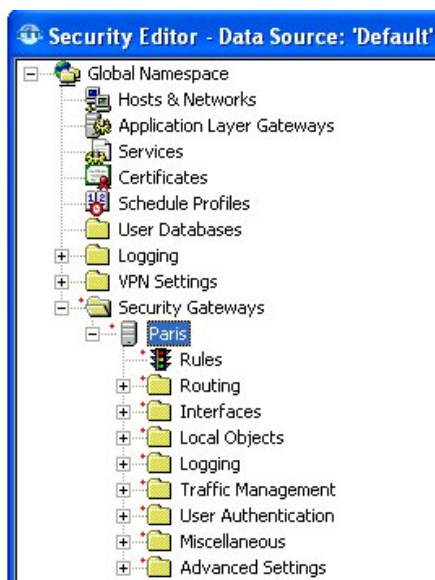 Security Editor - Data Source: 'Default'
Global Namespace
Hosts & Networks
Application Layer Gateways
Services
Certificates
Schedule Profiles
User Databases
Logging
VPN Settings
Security Gateways
Paris
Rules
Routing
Interfaces
Local Objects
Logging
Traffic Management
User Authentication
Miscellaneous
Advanced Settings